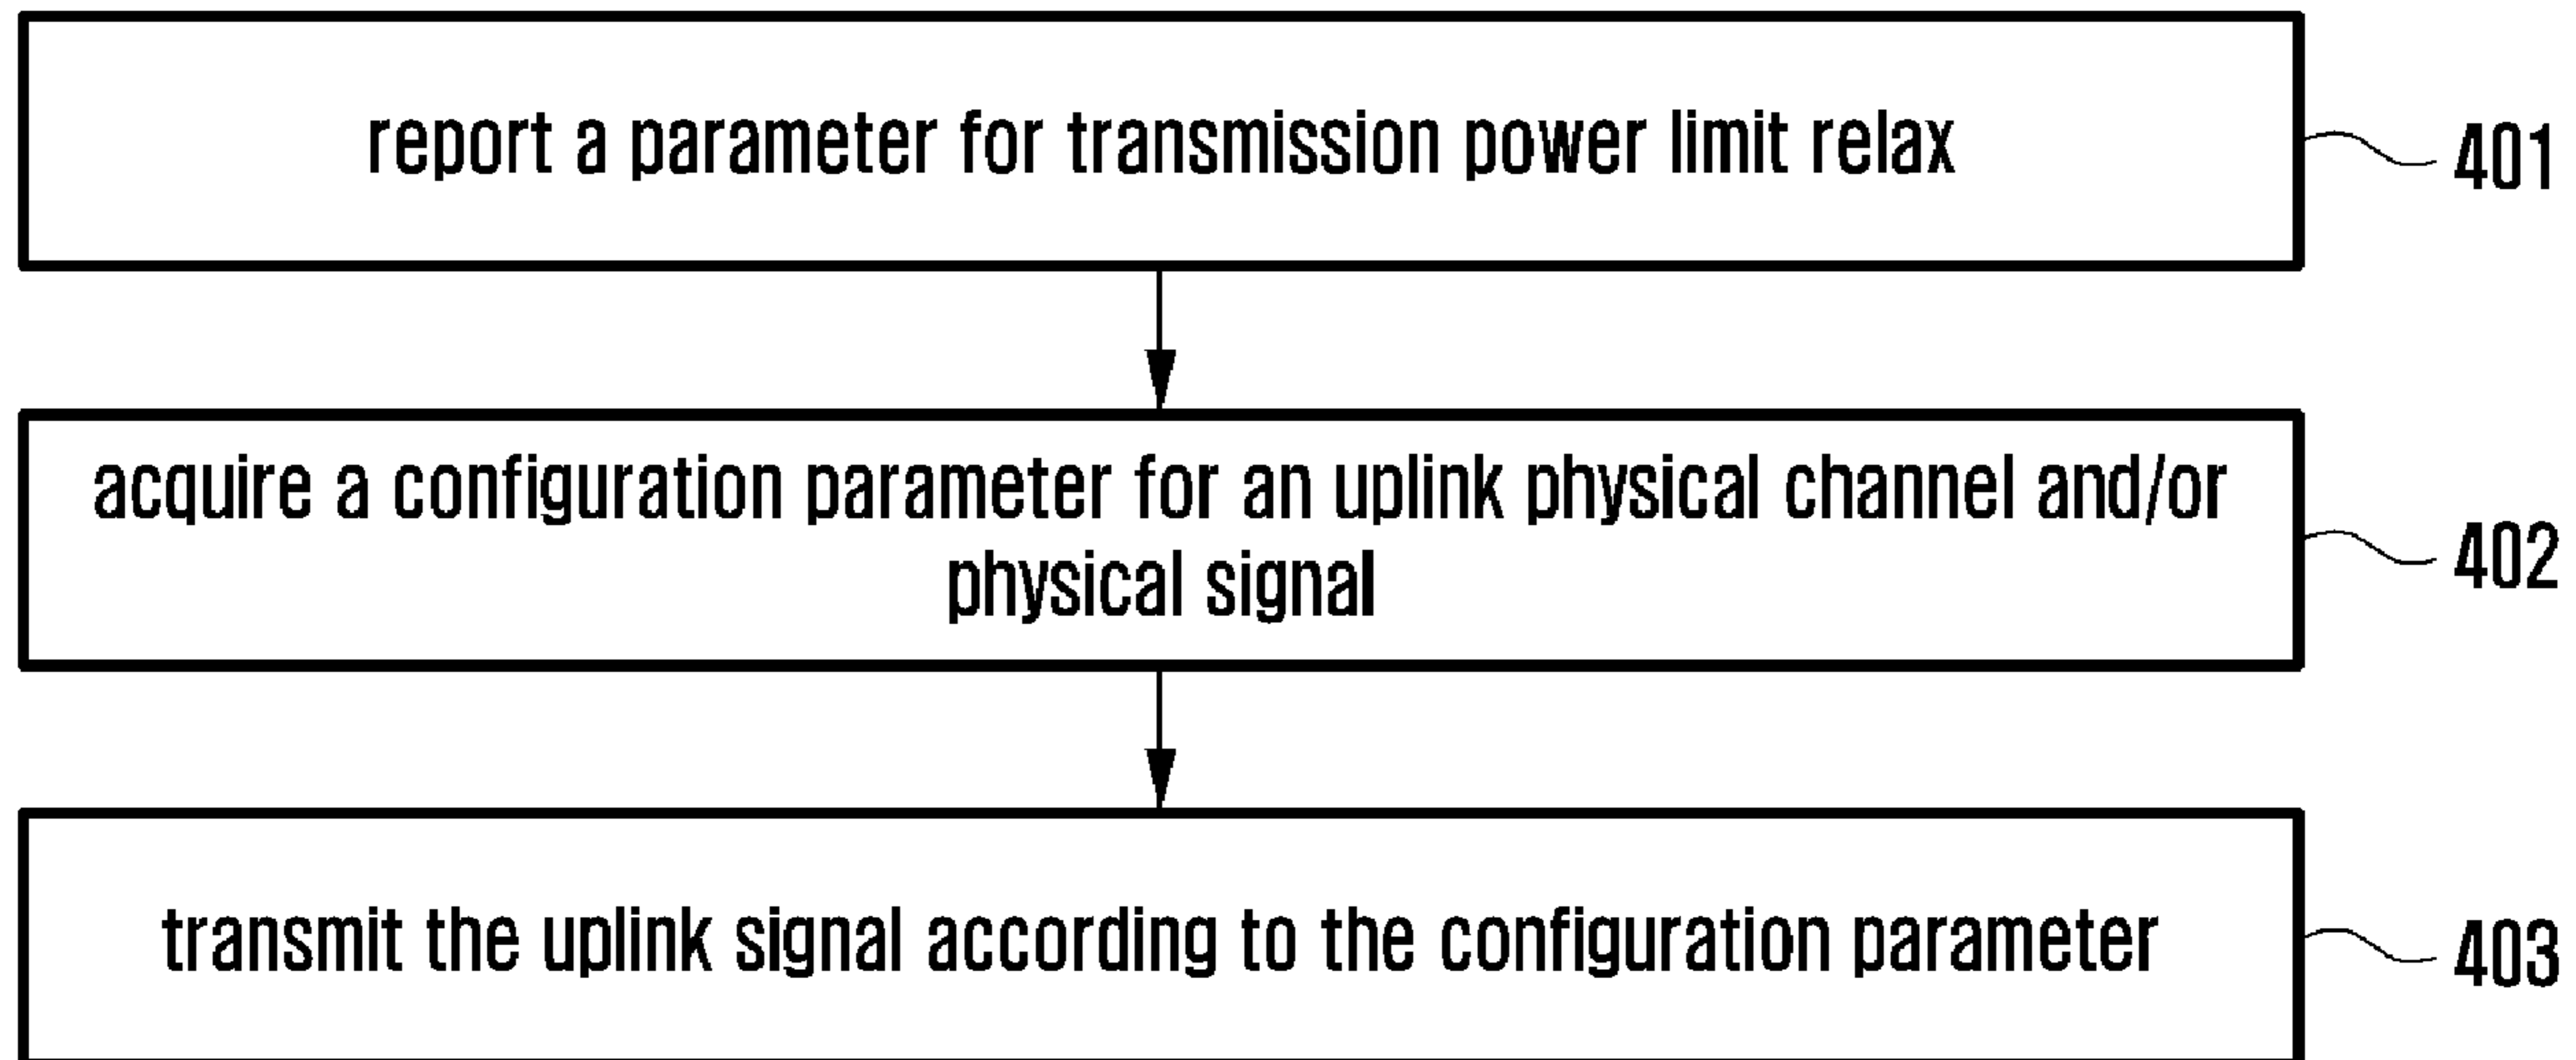 report a parameter for transmission power limit relax
401
acquire a configuration parameter for an uplink physical channel and/or
physical signal
402
transmit the uplink signal according to the configuration parameter
403